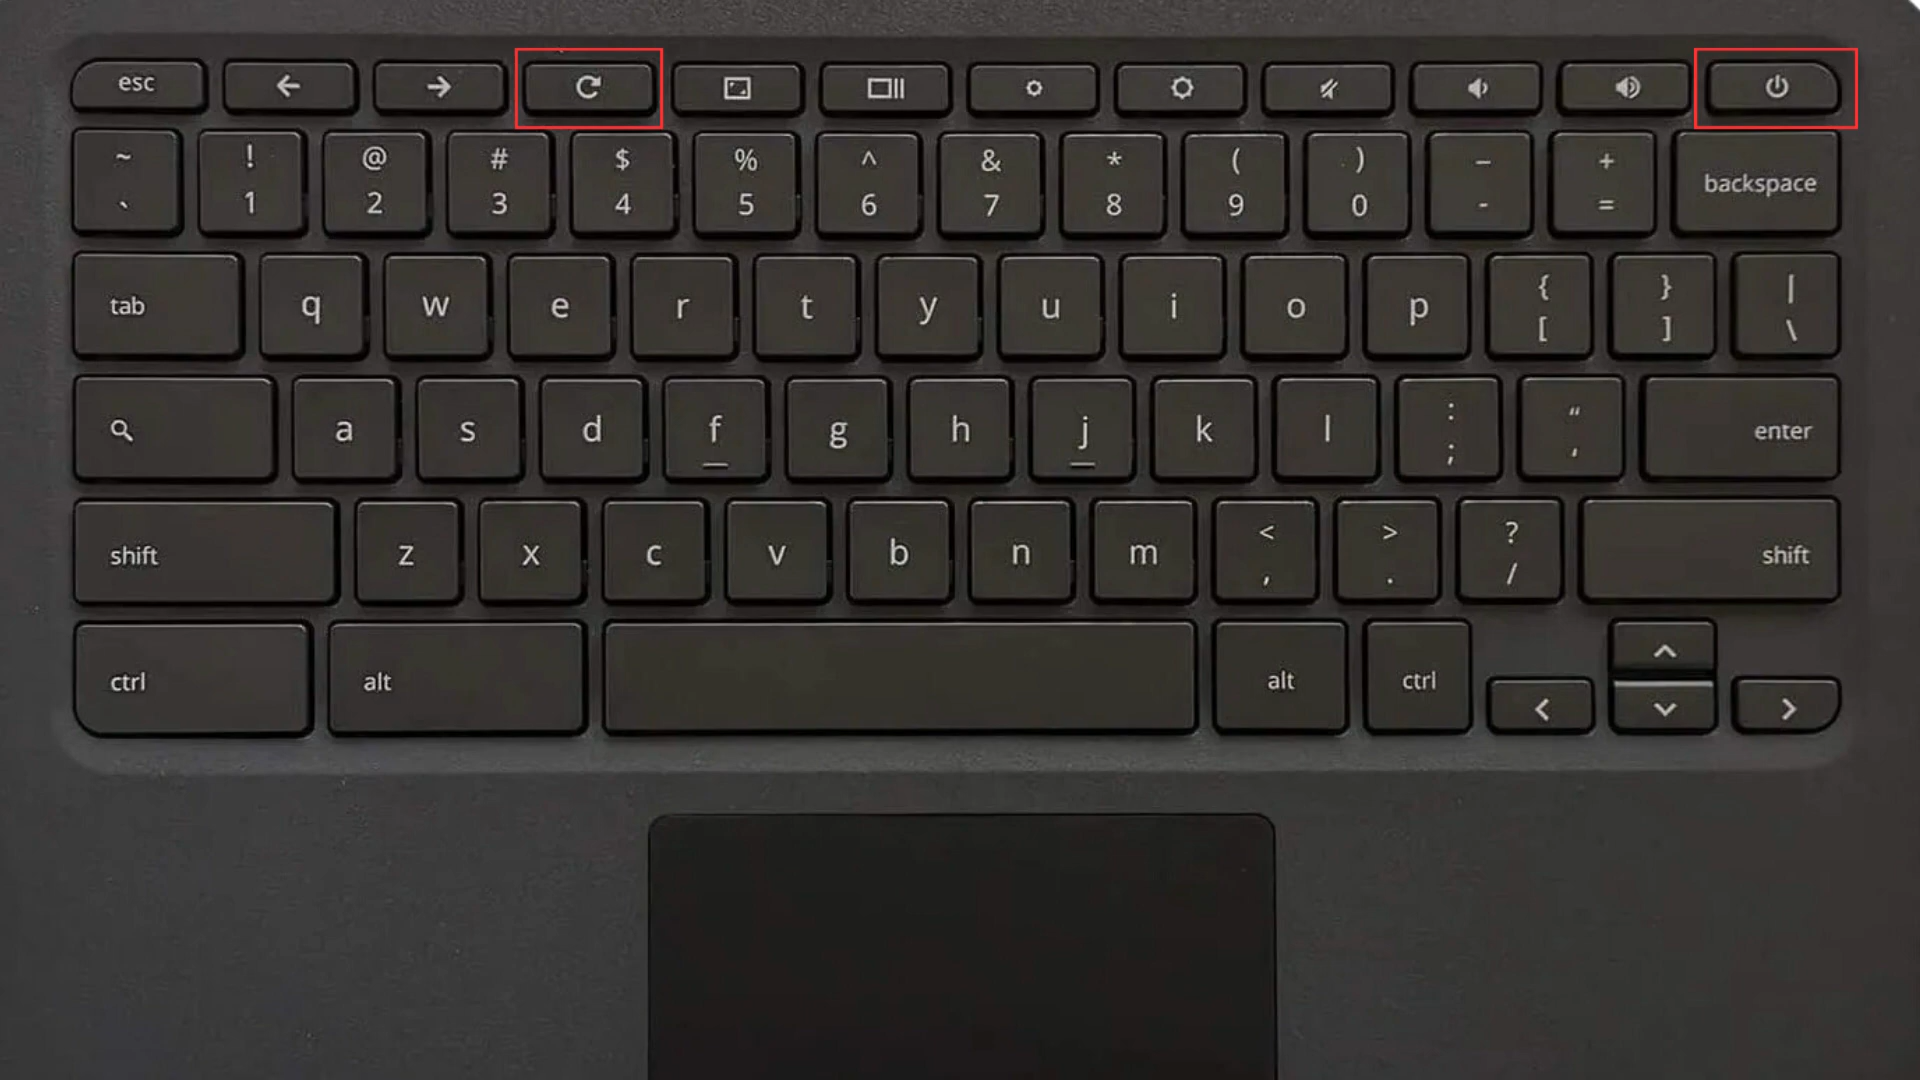 esc
~ ! @ # $ % ^ & * ( ) – +
` 1 2 3 4 5 6 7 8 9 0 - = backspace
tab q w e r t y u i o p { [ } ] | \
a s d f g h j k l : ; “ ‘ enter
shift z x c v b n m < , > . ? / shift
ctrl alt alt ctrl